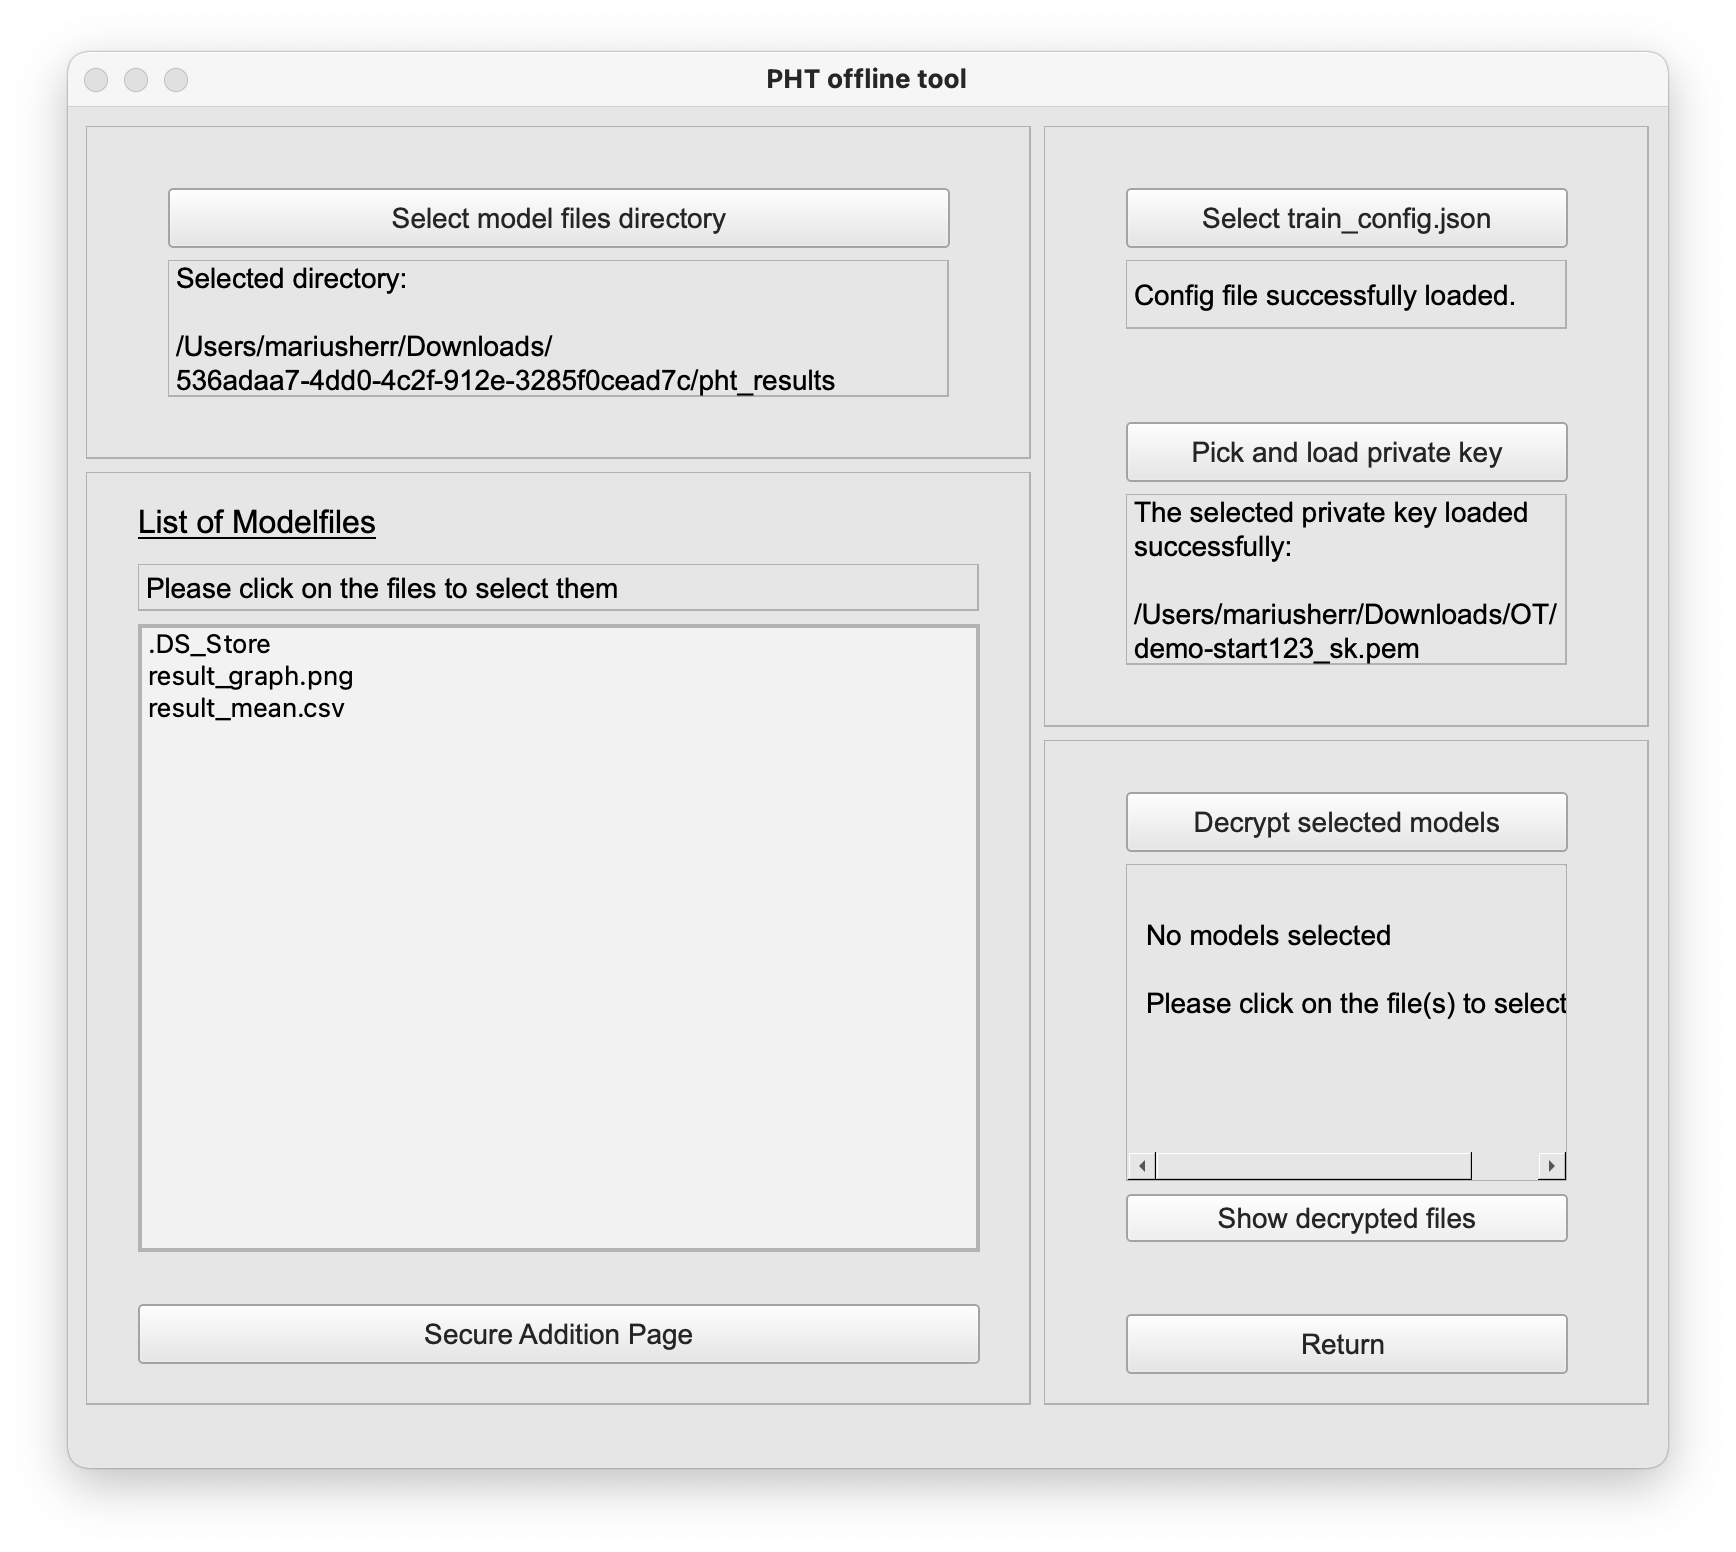 PHT offline tool
Select model files directory
Selected directory:
/Users/mariusherr/Downloads/
536adaa7-4dd0-4c2f-912e-3285f0cead7c/pht_results
List of Modelfiles
Please click on the files to select them
.DS_Store
result_graph.png
result_mean.csv
Secure Addition Page
Select train_config.json
Config file successfully loaded.
Pick and load private key
The selected private key loaded
successfully:
/Users/mariusherr/Downloads/OT/
demo-start123_sk.pem
Decrypt selected models
No models selected
Please click on the file(s) to select
Show decrypted files
Return